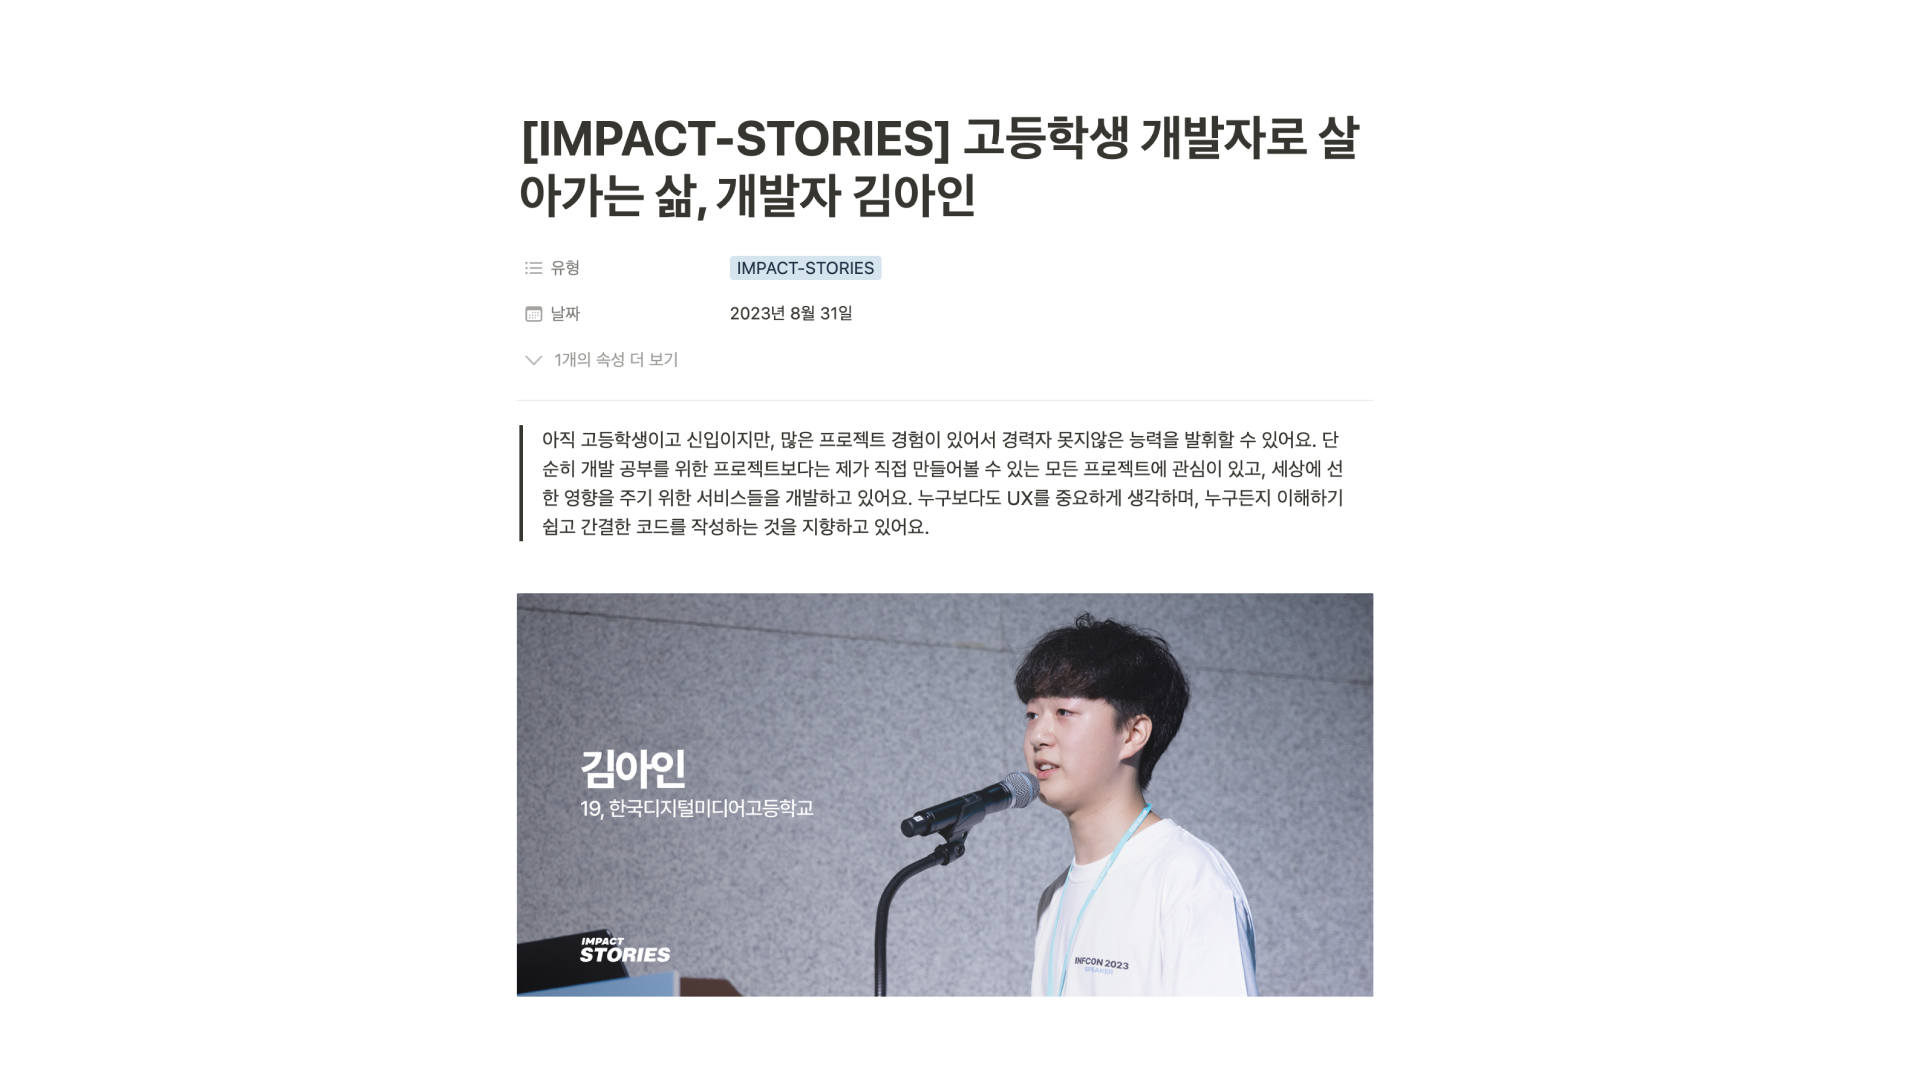 [IMPACT-STORIES] 고등학생 개발자로 살
아가는 삶, 개발자 김아인
유형 IMPACT-STORIES
날짜 2023년 8월 31일
1개의 속성 더 보기
아직 고등학생이고 신입이지만, 많은 프로젝트 경험이 있어서 경력자 못지않은 능력을 발휘할 수 있어요. 단
순히 개발 공부를 위한 프로젝트보다는 제가 직접 만들어볼 수 있는 모든 프로젝트에 관심이 있고, 세상에 선
한 영향을 주기 위한 서비스들을 개발하고 있어요. 누구보다도 UX를 중요하게 생각하며, 누구든지 이해하기
쉽고 간결한 코드를 작성하는 것을 지향하고 있어요.
김아인
19, 한국디지털미디어고등학교
IMPACT
STORIES
INFCON 2023
SPEAKER